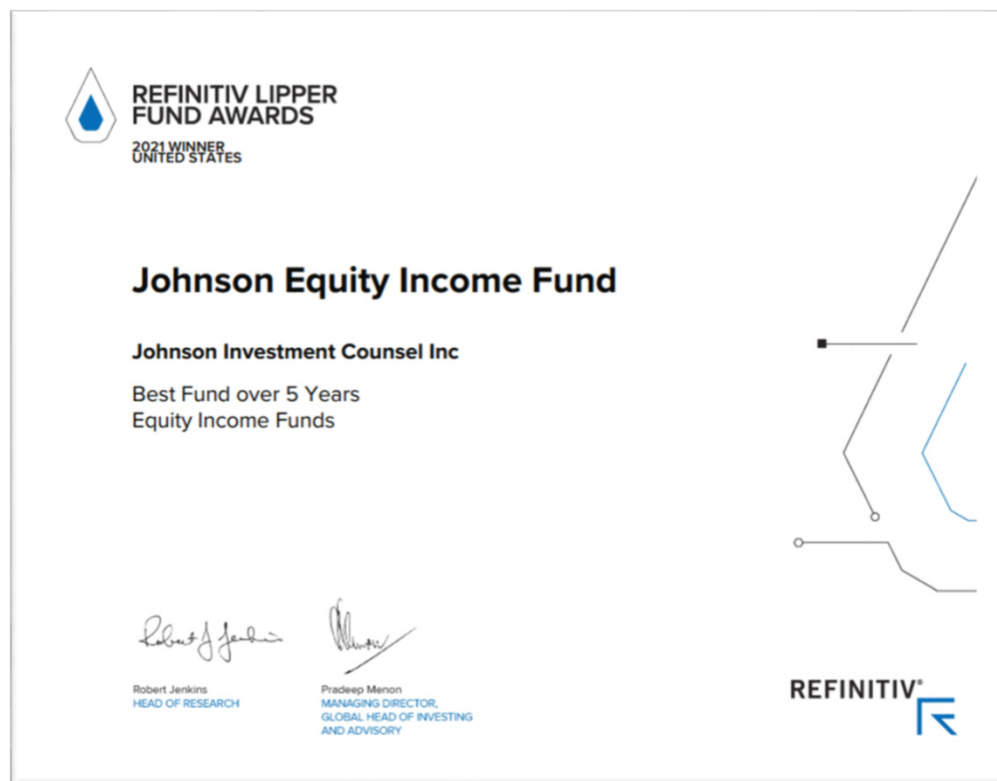 REFINITIV LIPPER
FUND AWARDS
2021 WINNER
UNITED STATES
Johnson Equity Income Fund
Johnson Investment Counsel Inc
Best Fund over 5 Years
Equity Income Funds
Robert J Jenkins
Robert Jenkins
HEAD OF RESEARCH
Pradeep Menon
MANAGING DIRECTOR,
GLOBAL HEAD OF INVESTING
AND ADVISORY
REFINITIV®